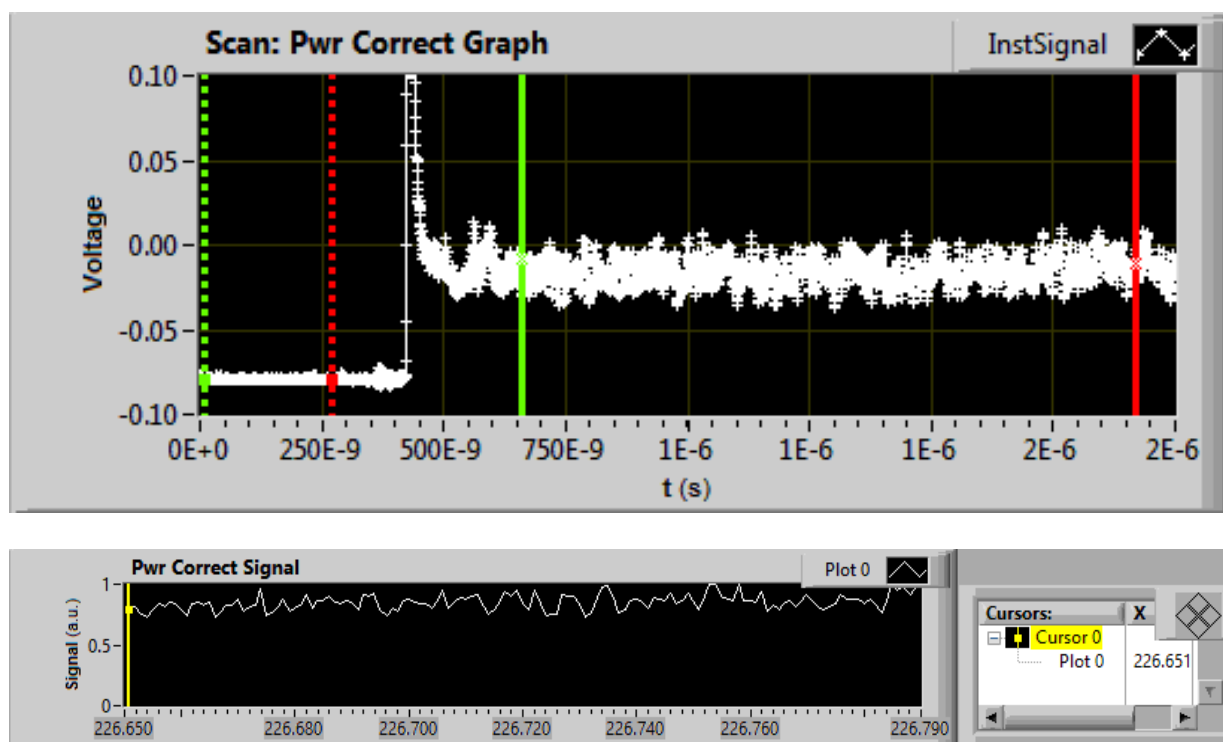 Scan: Pwr Correct Graph
InstSignal
0.10
0.05
0.00
-0.05
-0.10
Voltage
0E+0 250E-9 500E-9 750E-9 1E-6 1E-6 1E-6 2E-6 2E-6
t (s)
Pwr Correct Signal
Plot 0
1
0.5
0
Signal (a.u.)
226.650 226.680 226.700 226.720 226.740 226.760 226.790
Cursors: X
Cursor 0
Plot 0 226.651